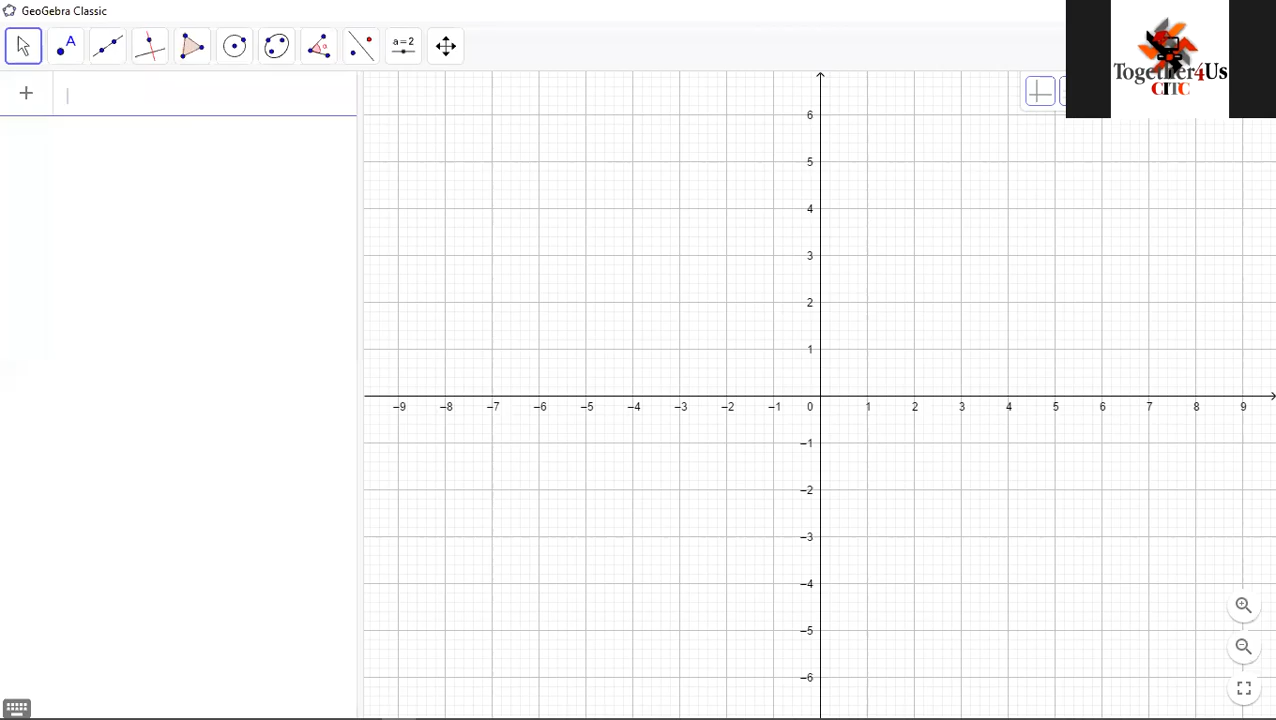 GeoGebra Classic
A
a=2
α
Together4Us
CITC
6
5
4
3
2
1
–9 –8 –7 –6 –5 –4 –3 –2 –1 0 1 2 3 4 5 6 7 8 9
–1
–2
–3
–4
–5
–6